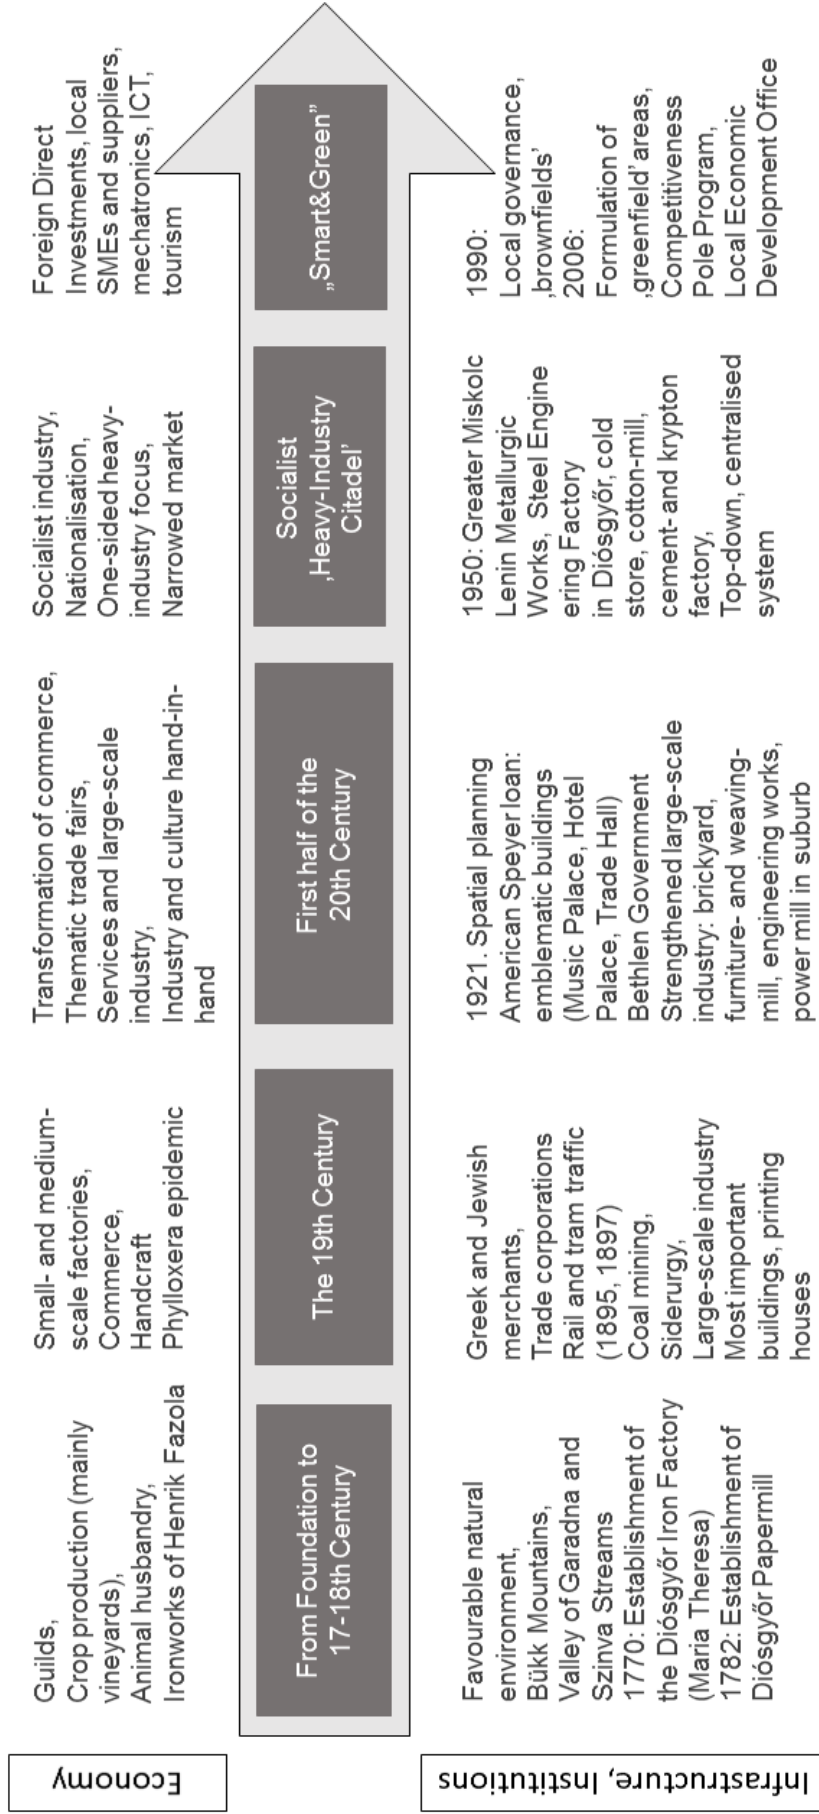 Economy
Guilds,
Crop production (mainly
vineyards),
Animal husbandry,
Ironworks of Henrik Fazola
Small- and medium-
scale factories,
Commerce,
Handcraft
Phylloxera epidemic
Transformation of commerce,
Thematic trade fairs,
Services and large-scale
industry,
Industry and culture hand-in-
hand
Socialist industry,
Nationalisation,
One-sided heavy-
industry focus,
Narrowed market
Foreign Direct
Investments, local
SMEs and suppliers,
mechatronics, ICT,
tourism
From Foundation to
17-18th Century
The 19th Century
First half of the
20th Century
Socialist
‚Heavy-Industry
Citadel’
„Smart&Green”
Infrastructure, Institutions
Favourable natural
environment,
Bükk Mountains,
Valley of Garadna and
Szinva Streams
1770: Establishment of
the Diósgyőr Iron Factory
(Maria Theresa)
1782: Establishment of
Diósgyőr Papermill
Greek and Jewish
merchants,
Trade corporations
Rail and tram traffic
(1895, 1897)
Coal mining,
Siderurgy,
Large-scale industry
Most important
buildings, printing
houses
1921. Spatial planning
American Speyer loan:
emblematic buildings
(Music Palace, Hotel
Palace, Trade Hall)
Bethlen Government
Strengthened large-scale
industry: brickyard,
furniture- and weaving-
mill, engineering works,
power mill in suburb
1950: Greater Miskolc
Lenin Metallurgic
Works, Steel Engine
ering Factory
in Diósgyőr, cold
store, cotton-mill,
cement- and krypton
factory,
Top-down, centralised
system
1990:
Local governance,
‚brownfields’
2006:
Formulation of
‚greenfield’ areas,
Competitiveness
Pole Program,
Local Economic
Development Office